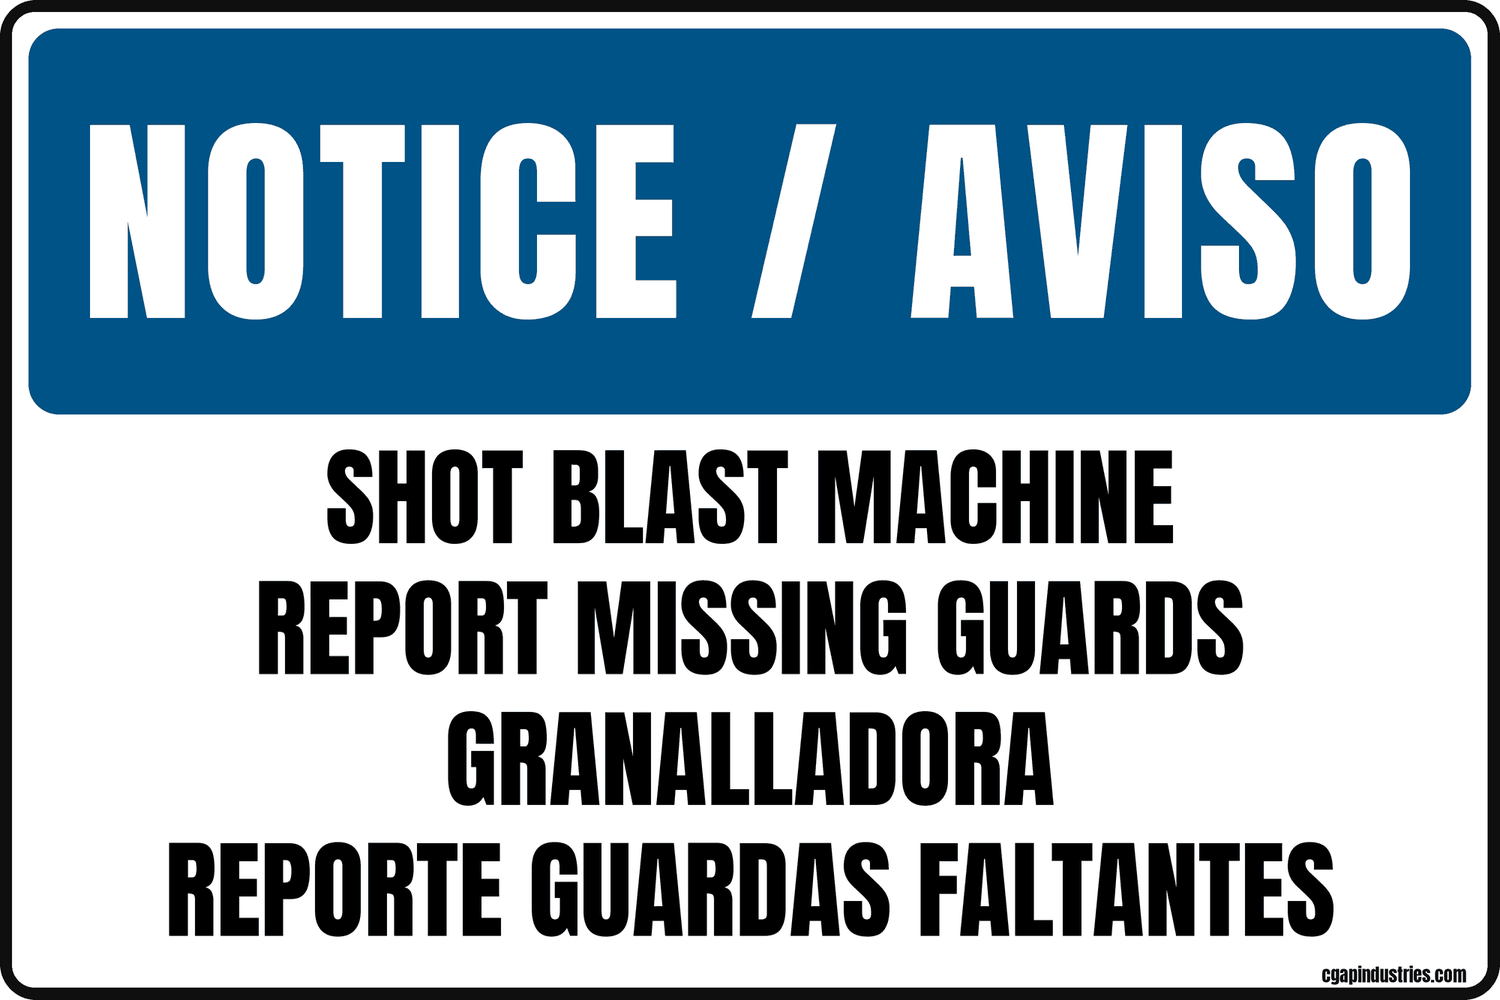 NOTICE / AVISO
SHOT BLAST MACHINE
REPORT MISSING GUARDS
GRANALLADORA
REPORTE GUARDAS FALTANTES
cgapindustries.com